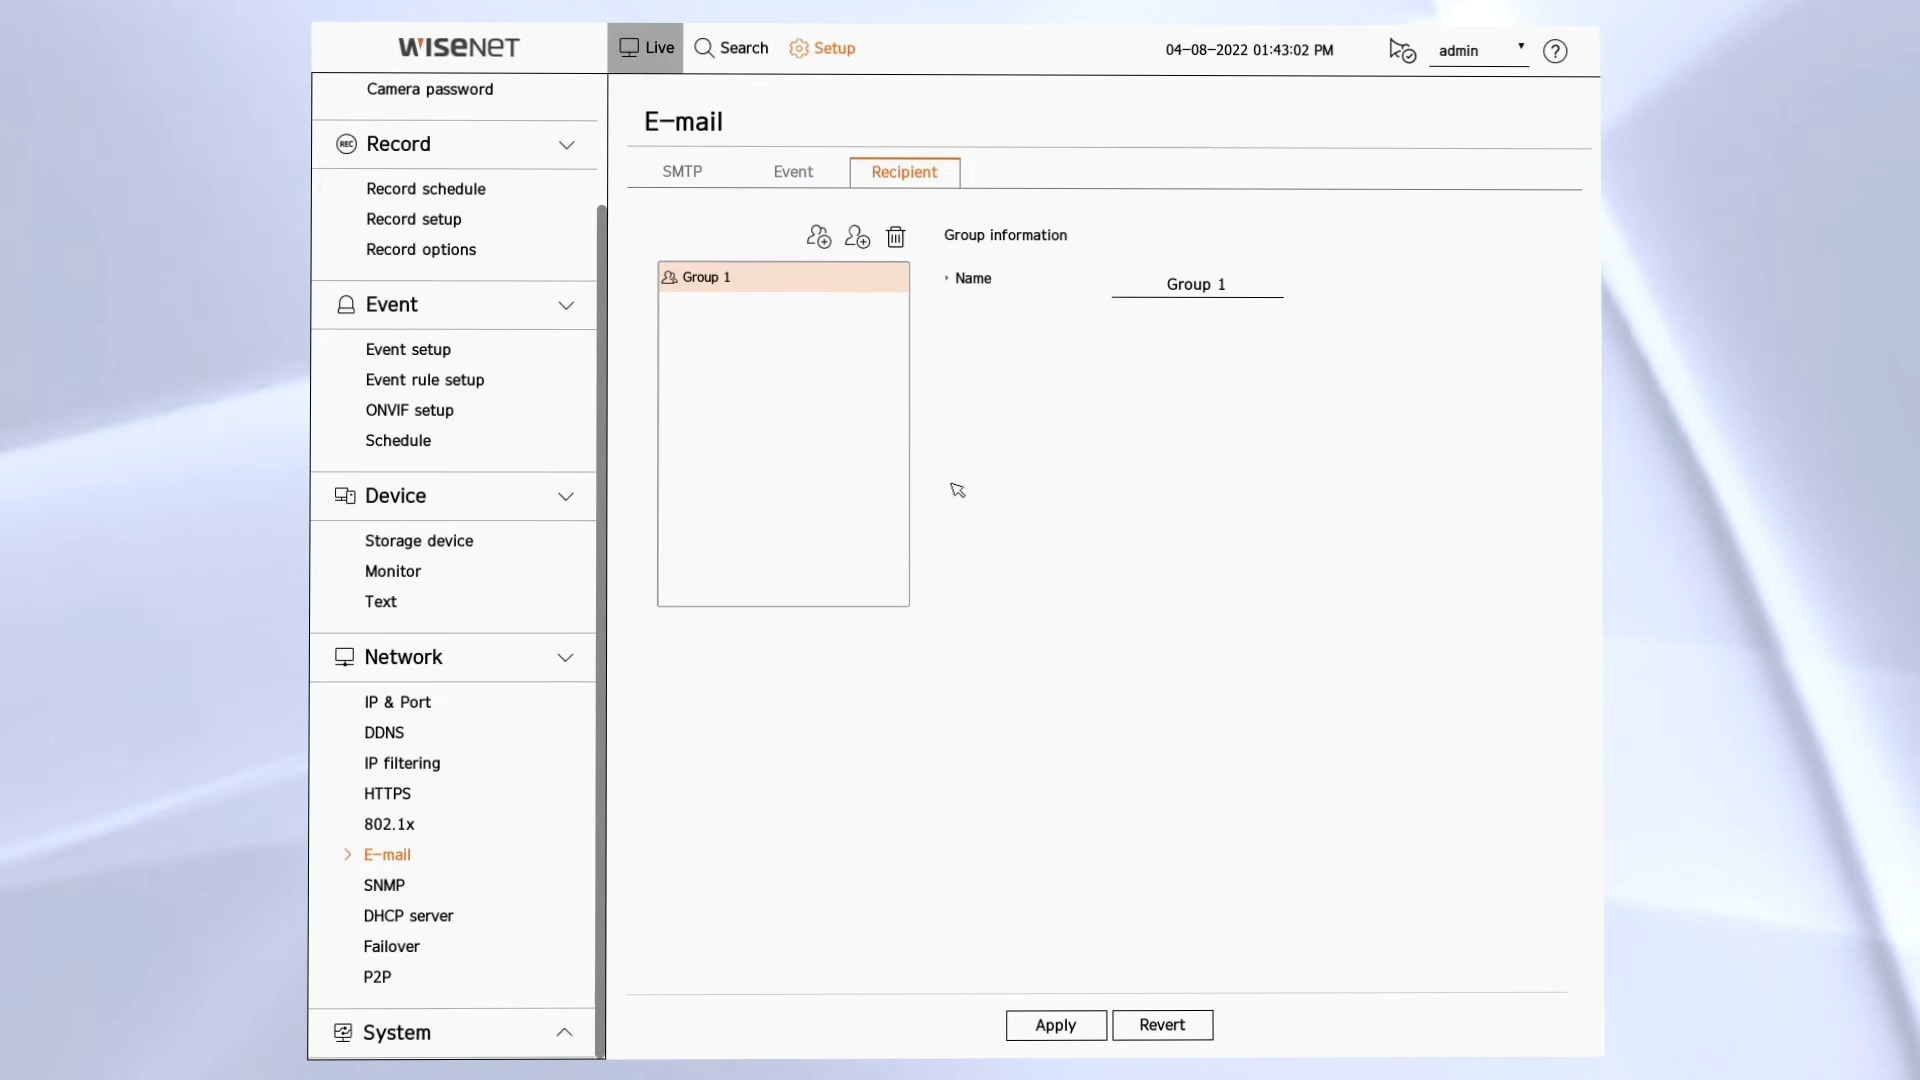 WISENET
Live
Search
Setup
04-08-2022 01:43:02 PM
admin
?
Camera password
REC Record
Record schedule
Record setup
Record options
Event
Event setup
Event rule setup
ONVIF setup
Schedule
Device
Storage device
Monitor
Text
Network
IP & Port
DDNS
IP filtering
HTTPS
802.1x
E-mail
SNMP
DHCP server
Failover
P2P
System
E-mail
SMTP
Event
Recipient
Group 1
Group information
Name
Group 1
Apply
Revert